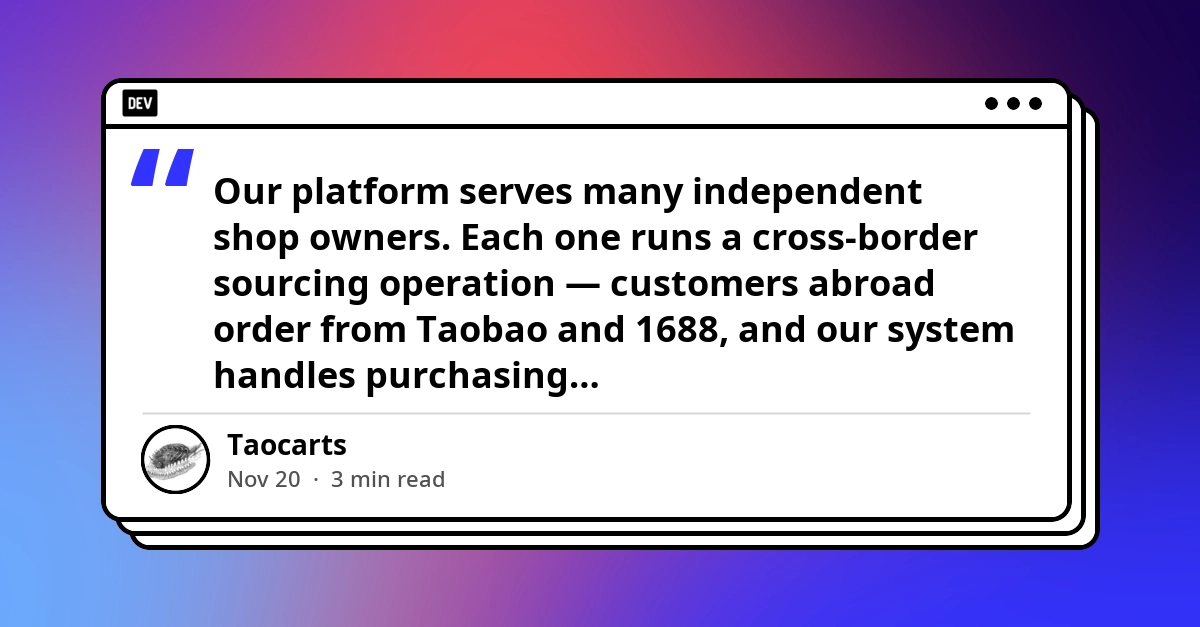 DEV
“
Our platform serves many independent
shop owners. Each one runs a cross-border
sourcing operation — customers abroad
order from Taobao and 1688, and our system
handles purchasing...
Taocarts
Nov 20 · 3 min read